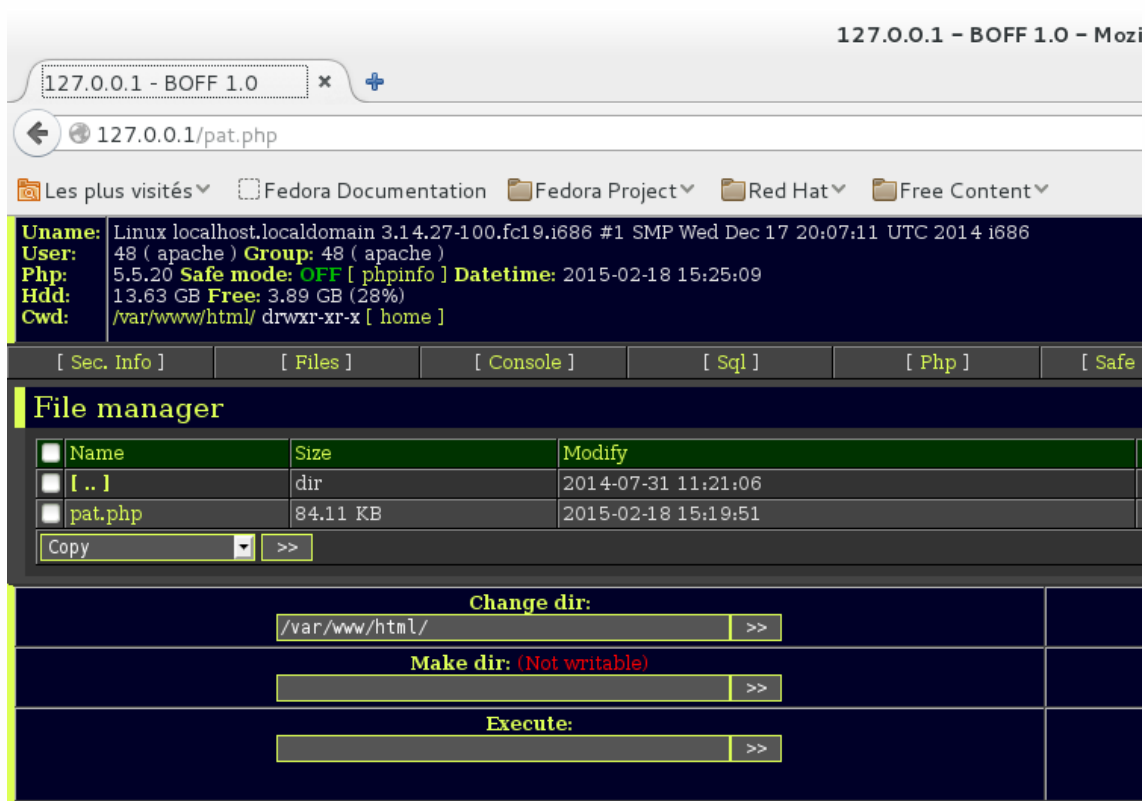 127.0.0.1 - BOFF 1.0 - Mozi
127.0.0.1 - BOFF 1.0
127.0.0.1/pat.php
Les plus visités Fedora Documentation Fedora Project Red Hat Free Content
Uname: Linux localhost.localdomain 3.14.27-100.fc19.i686 #1 SMP Wed Dec 17 20:07:11 UTC 2014 i686
User: 48 ( apache ) Group: 48 ( apache )
Php: 5.5.20 Safe mode: OFF [ phpinfo ] Datetime: 2015-02-18 15:25:09
Hdd: 13.63 GB Free: 3.89 GB (28%)
Cwd: /var/www/html/ drwxr-xr-x [ home ]
[ Sec. Info ] [ Files ] [ Console ] [ Sql ] [ Php ] [ Safe
File manager
Name Size Modify
[ .. ] dir 2014-07-31 11:21:06
pat.php 84.11 KB 2015-02-18 15:19:51
Copy >>
Change dir:
/var/www/html/ >>
Make dir: (Not writable)
>>
Execute:
>>